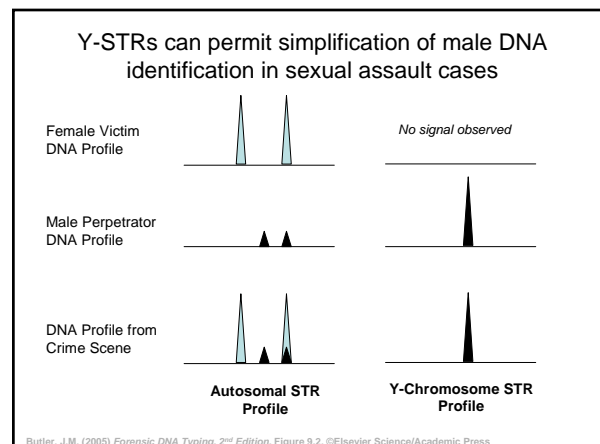 Y-STRs can permit simplification of male DNA
identification in sexual assault cases
Female Victim
DNA Profile
No signal observed
Male Perpetrator
DNA Profile
DNA Profile from
Crime Scene
Autosomal STR
Profile
Y-Chromosome STR
Profile
Butler, J.M. (2005) Forensic DNA Typing, 2nd Edition, Figure 9.2, ©Elsevier Science/Academic Press